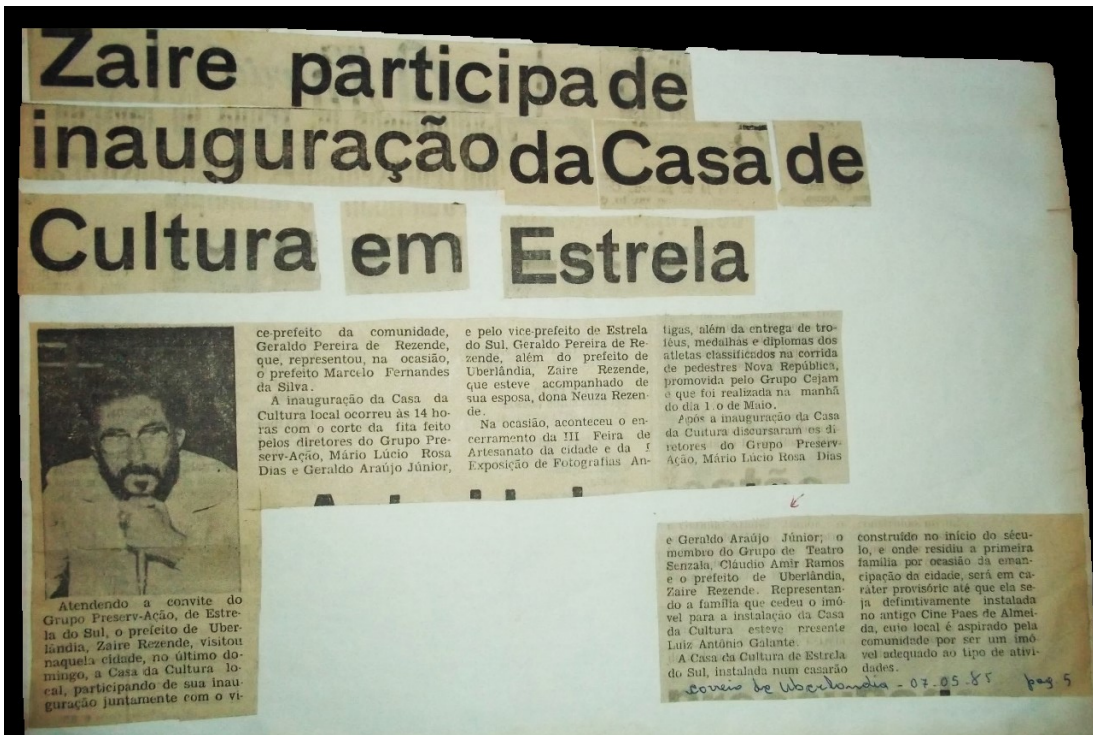 Zaire participa de
inauguração da Casa de
Cultura em Estrela
Atendendo a convite do
Grupo Preserv-Ação, de Estre-
la do Sul, o prefeito de Uber-
lândia, Zaire Rezende, visitou
naquela cidade, no último do-
mingo, a Casa da Cultura lo-
cal, participando de sua inau-
guração juntamente com o vi-
ce-prefeito da comunidade,
Geraldo Pereira de Rezende,
que, representou, na ocasião,
o prefeito Marcelo Fernandes
da Silva.
A inauguração da Casa da
Cultura local ocorreu às 14 ho-
ras com o corte da fita feito
pelos diretores do Grupo Pre-
serv-Ação, Mário Lúcio Rosa
Dias e Geraldo Araújo Júnior,
e pelo vice-prefeito de Estrela
do Sul, Geraldo Pereira de Re-
zende, além do prefeito de
Uberlândia, Zaire Rezende,
que esteve acompanhado de
sua esposa, dona Neuza Rezen-
de.
Na ocasião, aconteceu o en-
cerramento da III Feira de
Artesanato da cidade e da I
Exposição de Fotografias An-
tigas, além da entrega de tro-
féus, medalhas e diplomas dos
atletas classificados na corrida
de pedestres Nova República,
promovida pelo Grupo Cejam
e que foi realizada na manhã
do dia 1.o de Maio.
Após a inauguração da Casa
da Cultura discursaram os di-
retores do Grupo Preserv-
Ação, Mário Lúcio Rosa Dias
e Geraldo Araújo Júnior; o
membro do Grupo de Teatro
Senzala, Cláudio Amir Ramos
e o prefeito de Uberlândia,
Zaire Rezende. Representan-
do a família que cedeu o imó-
vel para a instalação da Casa
da Cultura esteve presente
Luiz Antônio Galante.
A Casa da Cultura de Estrela
do Sul, instalada num casarão
construído no início do sécu-
lo, e onde residiu a primeira
família por ocasião da eman-
cipação da cidade, será em ca-
ráter provisório até que ela se-
ja definitivamente instalada
no antigo Cine Paes de Almei-
da, cujo local é aspirado pela
comunidade por ser um imó-
vel adequado ao tipo de ativi-
dades.
correio de Uberlandia - 07-05-85 pag. 5